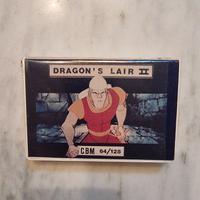 DRAGON'S LAIR II
CBM 64/128